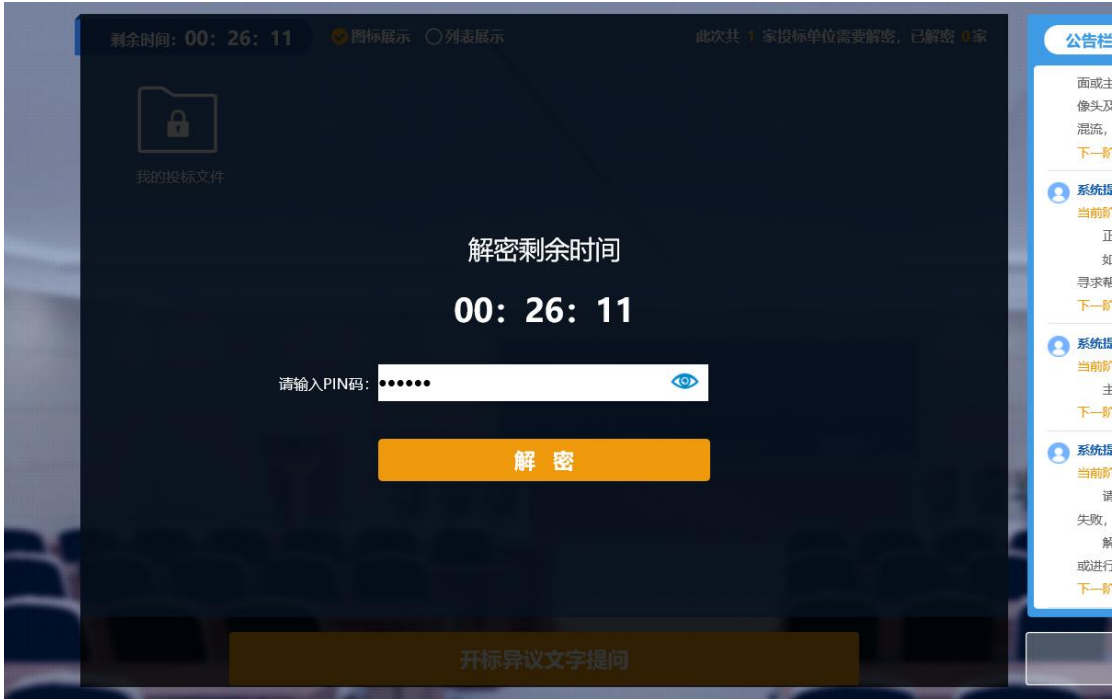 剩余时间：00：26：11
图标展示 列表展示
此次共 1 家投标单位需要解密，已解密 0家
我的投标文件
解密剩余时间
00：26：11
请输入PIN码：
解 密
开标异议文字提问
公告栏
面或主
像头及
混流，
下一阶
系统提
当前阶
正
如
寻求帮
下一阶
系统提
当前阶
主
下一阶
系统提
当前阶
请
失败，
解
或进行
下一阶